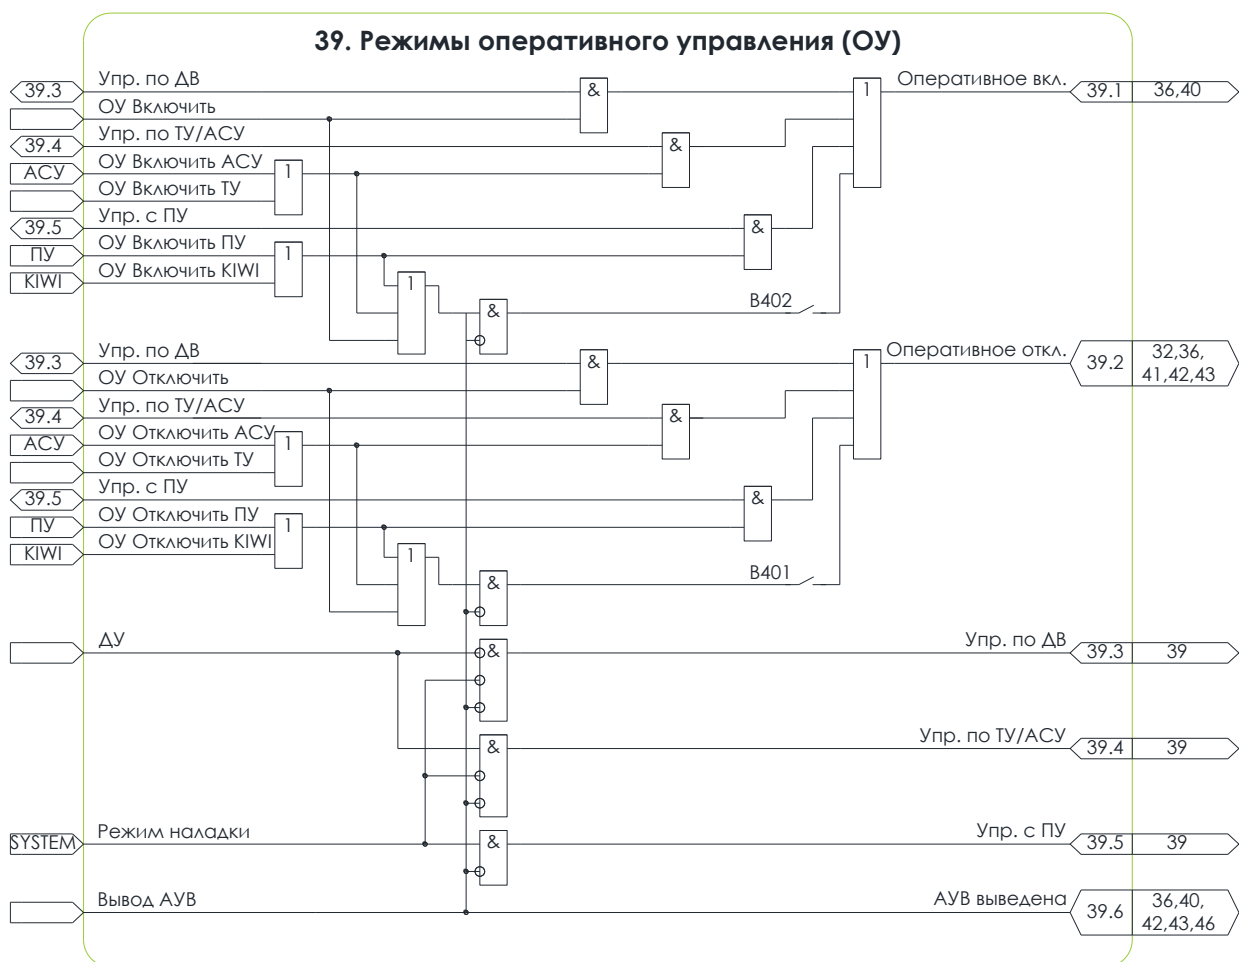 39. Режимы оперативного управления (ОУ)
39.3 Упр. по ДВ & 1 Оперативное вкл. 39.1 36,40
ОУ Включить
39.4 Упр. по ТУ/АСУ &
АСУ ОУ Включить АСУ 1
ОУ Включить ТУ
39.5 Упр. с ПУ &
ПУ ОУ Включить ПУ 1
KIWI ОУ Включить KIWI 1
& B402
39.3 Упр. по ДВ & 1 Оперативное откл. 39.2 32,36,
41,42,43
ОУ Отключить
39.4 Упр. по ТУ/АСУ &
АСУ ОУ Отключить АСУ 1
ОУ Отключить ТУ
39.5 Упр. с ПУ &
ПУ ОУ Отключить ПУ 1
KIWI ОУ Отключить KIWI 1
& B401
ДУ & Упр. по ДВ 39.3 39
& Упр. по ТУ/АСУ 39.4 39
SYSTEM Режим наладки & Упр. с ПУ 39.5 39
Вывод АУВ АУВ выведена 39.6 36,40,
42,43,46